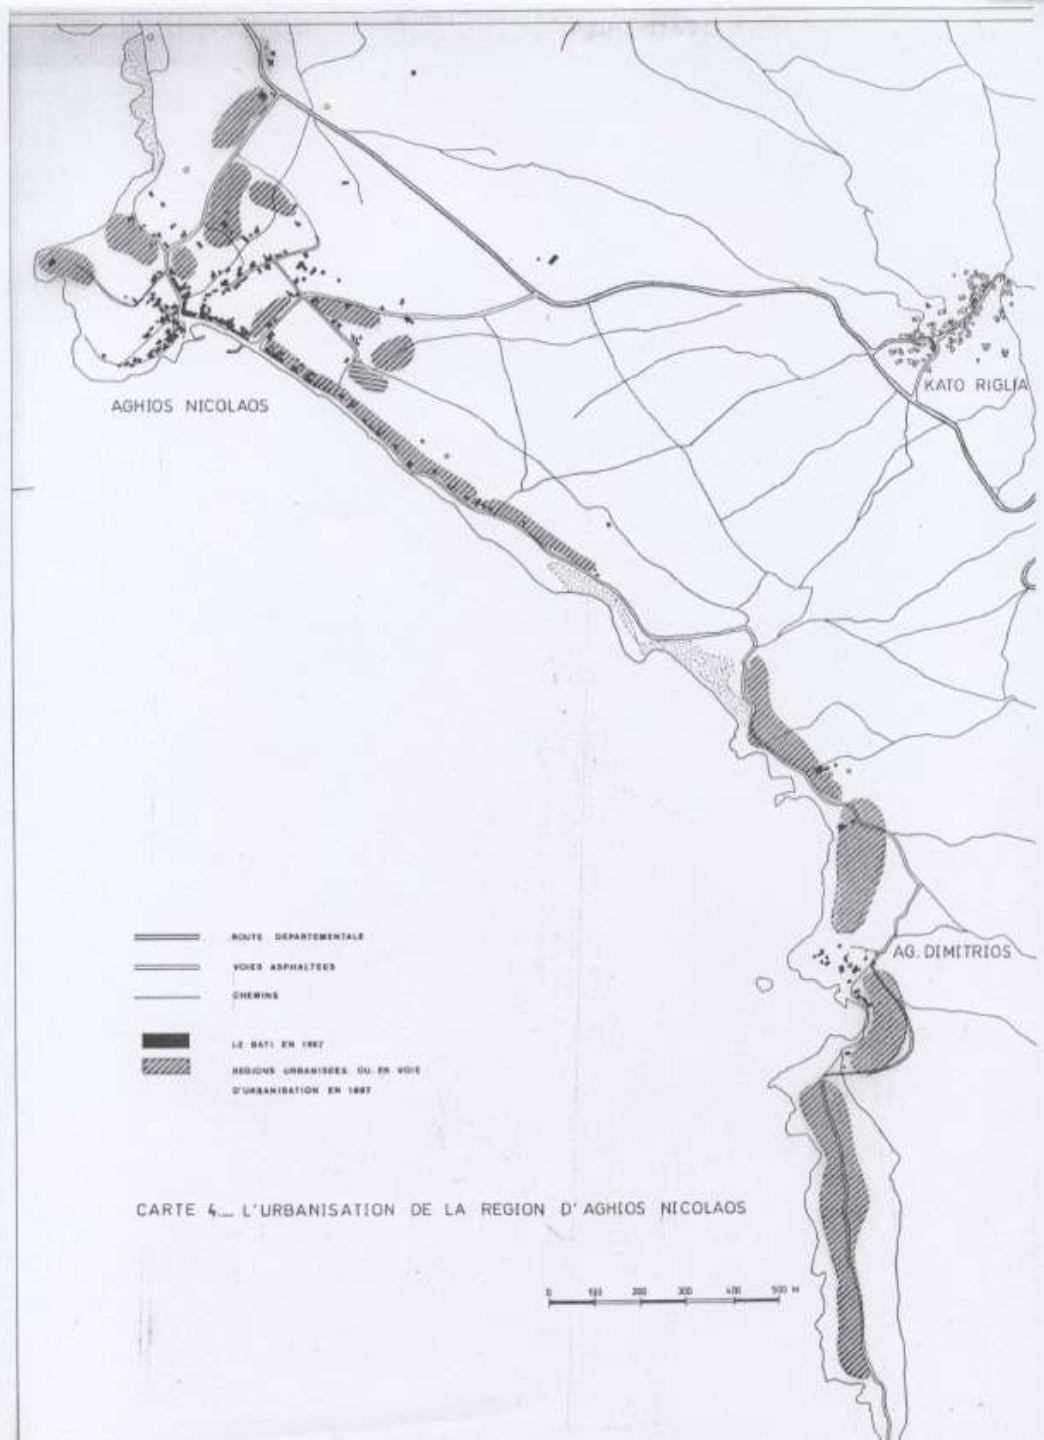 KATO RIGLIA
AGHIOS NICOLAOS
ROUTE DEPARTEMENTALE
VOIES ASPHALTEES
AG. DIMITRIOS
CHEMINS
LE BATI EN
REGIONS URBANISEES OU EN VOIE
D'URBANISATION EN
CARTE 4._ L'URBANISATION DE LA REGION D'AGHIOS NICOLAOS
0 100 200 300 400 500 M